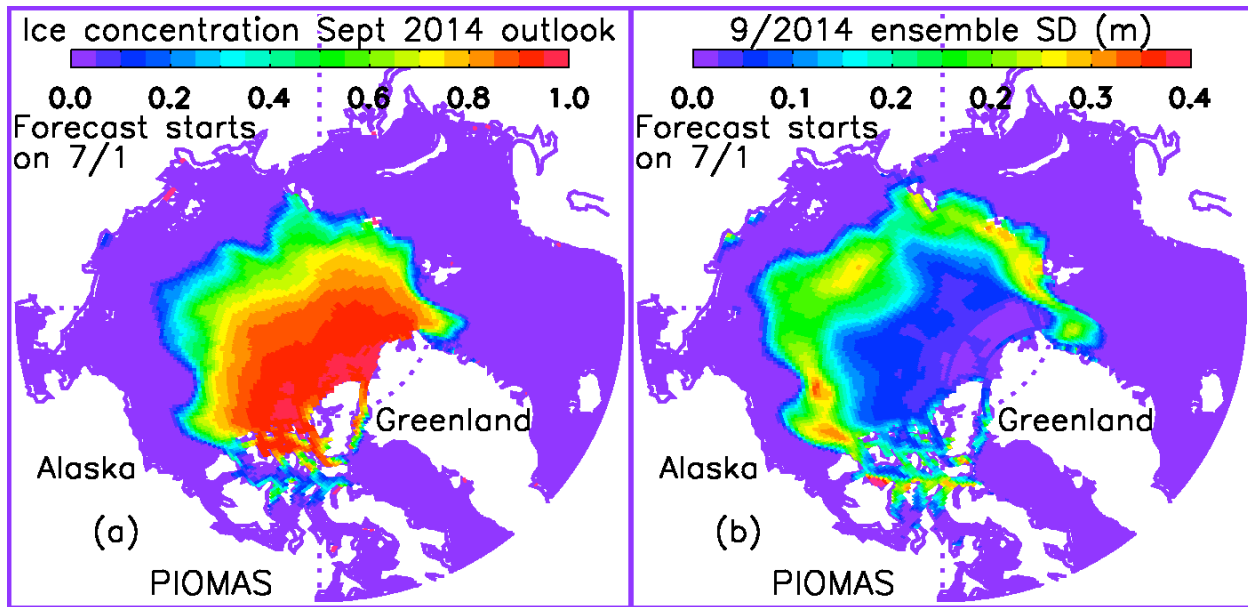 Ice concentration Sept 2014 outlook
0.0 0.2 0.4 0.6 0.8 1.0
Forecast starts
on 7/1
Greenland
Alaska
(a)
PIOMAS
9/2014 ensemble SD (m)
0.0 0.1 0.2 0.2 0.3 0.4
Forecast starts
on 7/1
Greenland
Alaska
(b)
PIOMAS